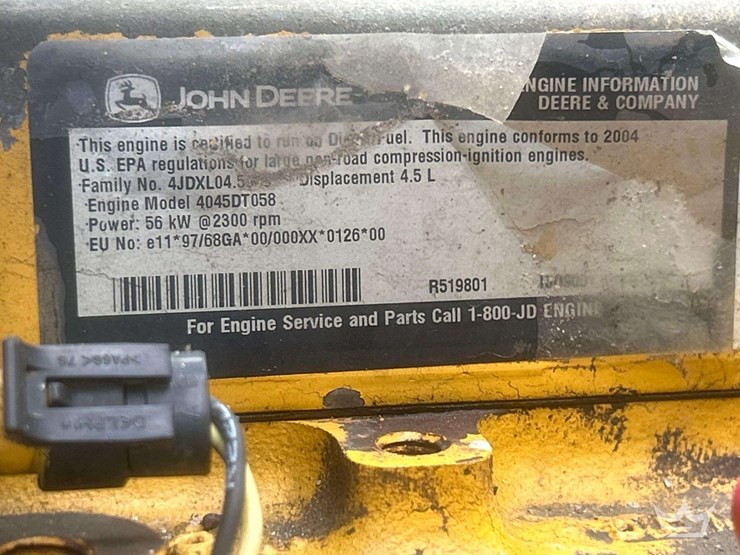 JOHN DEERE
ENGINE INFORMATION
DEERE & COMPANY
This engine is certified to run on Diesel Fuel. This engine conforms to 2004
U.S. EPA regulations for large non-road compression-ignition engines.
Family No. 4JDXL04.5 Displacement 4.5 L
Engine Model 4045DT058
Power: 56 kW @2300 rpm
EU No: e11*97/68GA*00/000XX*0126*00
R519801
For Engine Service and Parts Call 1-800-JD ENGINE
>PA66<
DELPHI